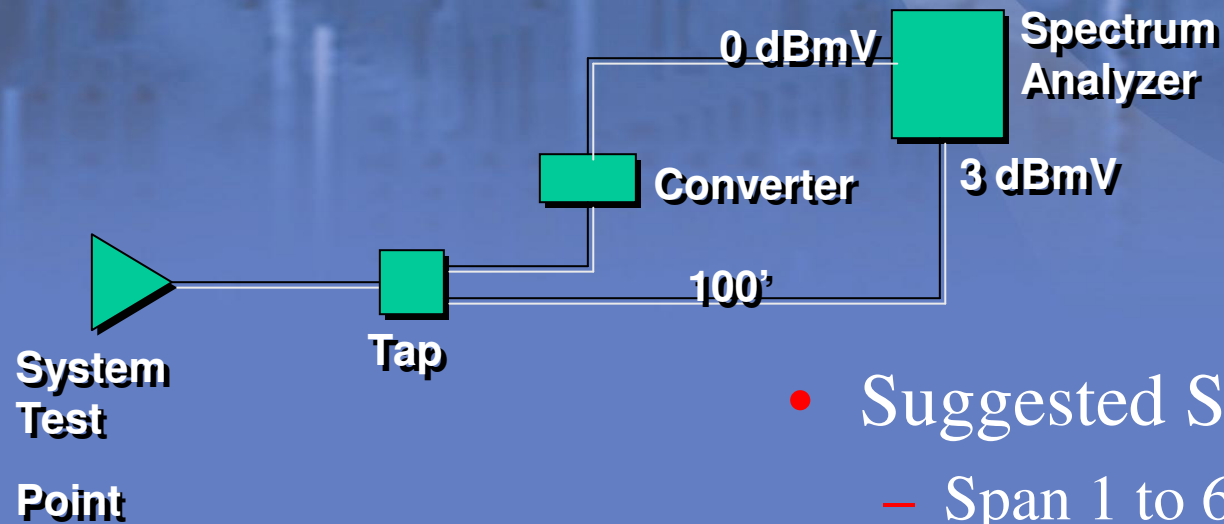 0 dBmV
Spectrum
Analyzer
Converter
3 dBmV
100’
Tap
System
Test
Point
• Suggested S
– Span 1 to 6